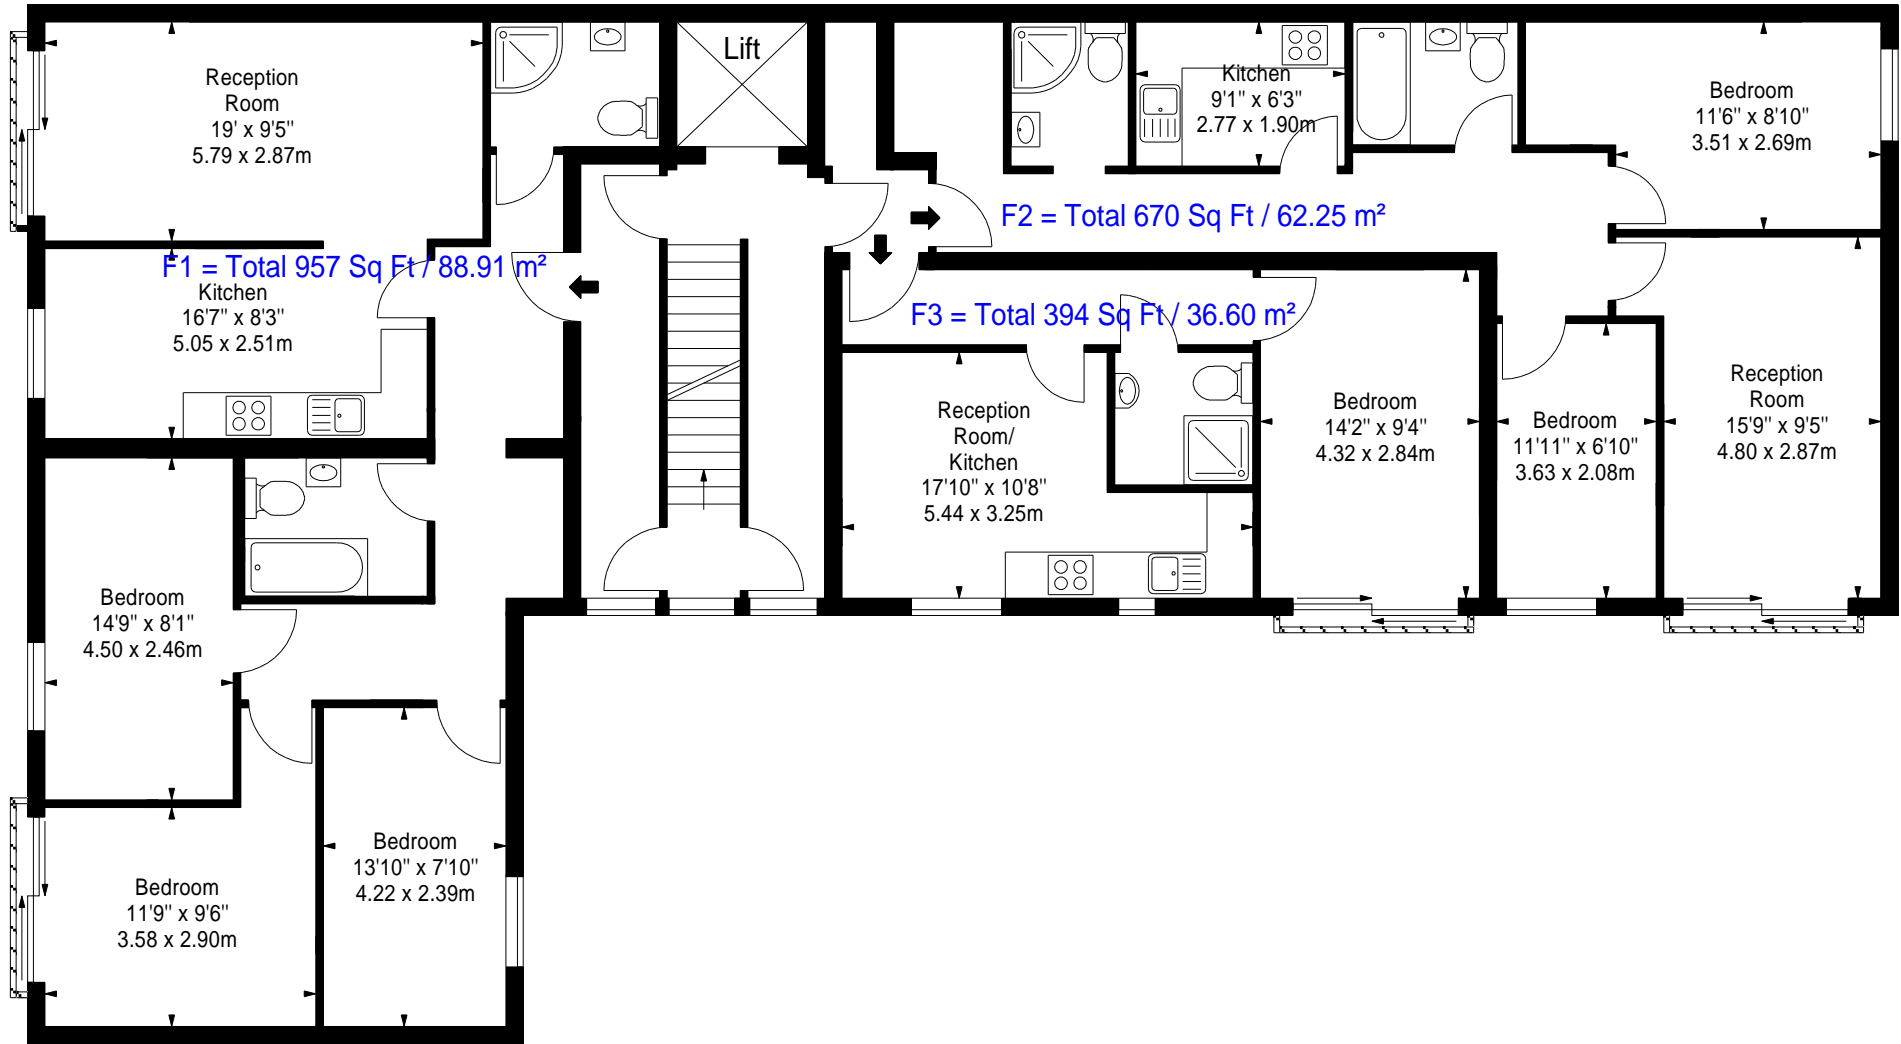 Lift
Reception
Room
19' x 9'5"
5.79 x 2.87m
Kitchen
9'1" x 6'3"
2.77 x 1.90m
Bedroom
11'6" x 8'10"
3.51 x 2.69m
F2 = Total 670 Sq Ft / 62.25 m²
F1 = Total 957 Sq Ft / 88.91 m²
Kitchen
16'7" x 8'3"
5.05 x 2.51m
F3 = Total 394 Sq Ft / 36.60 m²
Reception
Room/
Kitchen
17'10" x 10'8"
5.44 x 3.25m
Bedroom
14'2" x 9'4"
4.32 x 2.84m
Bedroom
11'11" x 6'10"
3.63 x 2.08m
Reception
Room
15'9" x 9'5"
4.80 x 2.87m
Bedroom
14'9" x 8'1"
4.50 x 2.46m
Bedroom
13'10" x 7'10"
4.22 x 2.39m
Bedroom
11'9" x 9'6"
3.58 x 2.90m